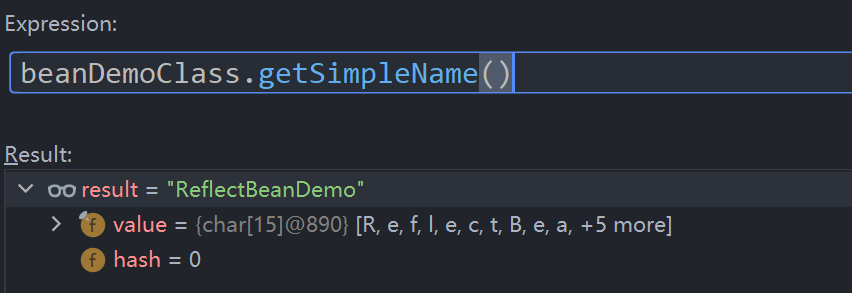 Expression:
beanDemoClass.getSimpleName()
Result:
result = "ReflectBeanDemo"
f value = {char[15]@890} [R, e, f, l, e, c, t, B, e, a, +5 more]
f hash = 0